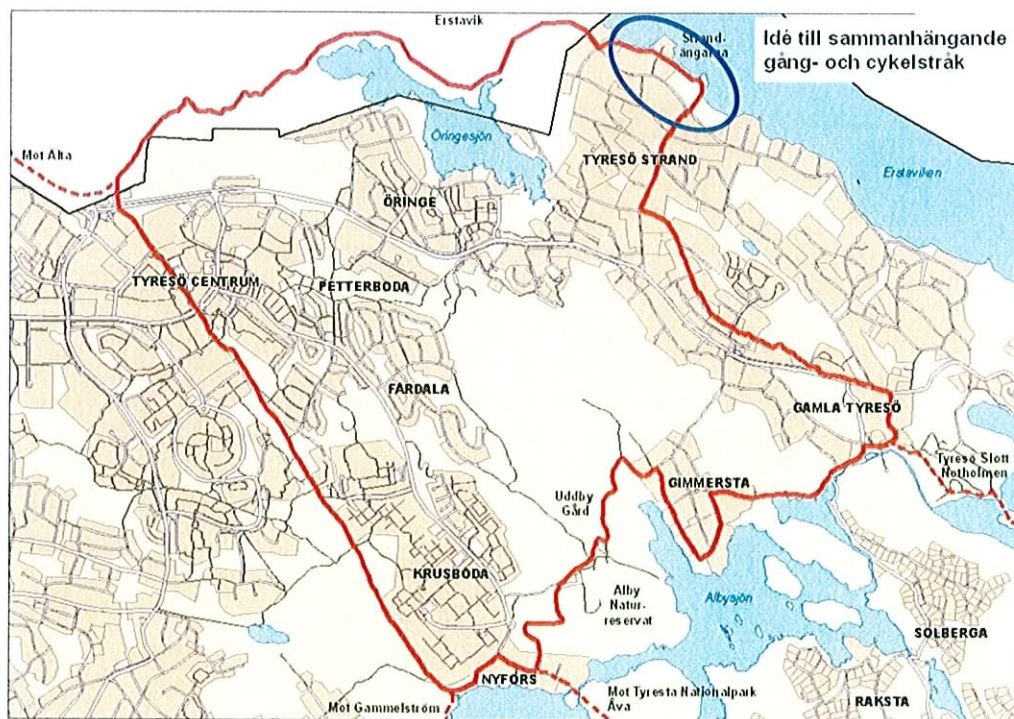 Erstavik
Strand-
ängarna
Idé till sammanhängande
gång- och cykelstråk
Mot Älta
Öringesjön
TYRESÖ STRAND
Erstaviken
ÖRINGE
TYRESÖ CENTRUM
PETTERBODA
FÅRDALA
GAMLA TYRESÖ
Tyresö Slott
Notholmen
GIMMERSTA
Uddby
Gård
KRUSBODA
Alby
Natur-
reservat
Albysjön
SOLBERGA
NYFORS
Mot Gammelström
Mot Tyresta Nationalpark
Åva
RAKSTA